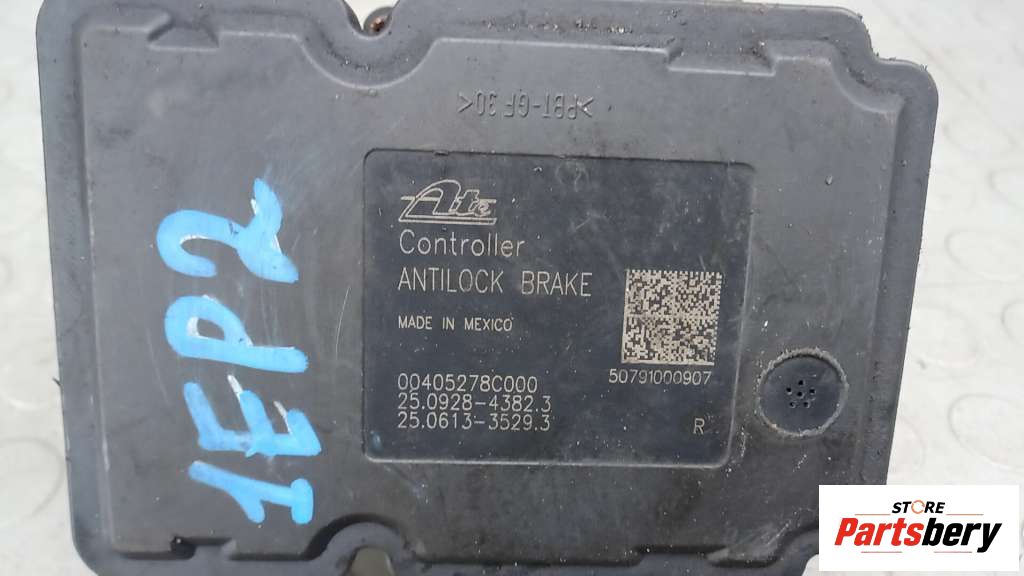 >PBT-GF30<
Ate
Controller
ANTILOCK BRAKE
MADE IN MEXICO
50791000907
00405278C000
25.0928-4382.3
25.0613-3529.3
R
1EP2
STORE
Partsbery